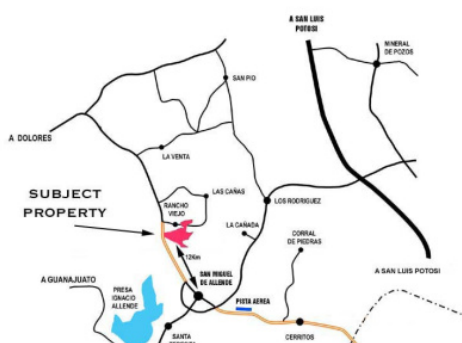 A SAN LUIS
POTOSI
MINERAL
DE POZOS
SAN PIO
A DOLORES
LA VENTA
SUBJECT
PROPERTY
LAS CAÑAS
RANCHO
VIEJO
LOS RODRIGUEZ
LA CAÑADA
CORRAL
DE PIEDRAS
12Km
A SAN LUIS POTOSI
A GUANAJUATO
SAN MIGUEL
DE ALLENDE
PRESA
IGNACIO
ALLENDE
PISTA AEREA
SANTA
CERRITOS